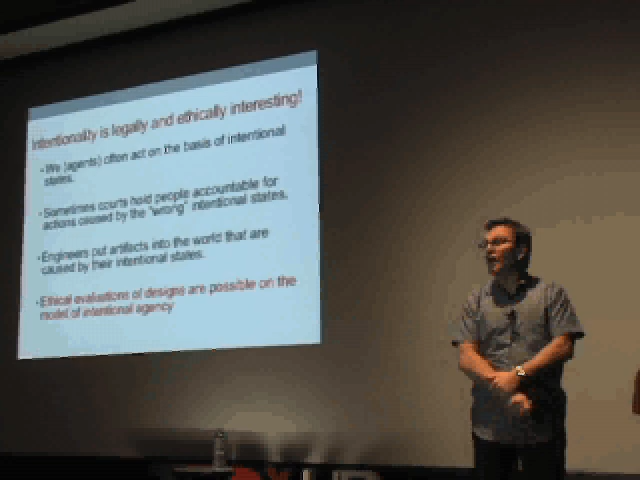 Intentionality is legally and ethically interesting!
- We (agents) often act on the basis of intentional
states.
- Sometimes courts hold people accountable for
actions caused by the "wrong" intentional states.
- Engineers put artifacts into the world that are
caused by their intentional states.
- Ethical evaluations of designs are possible on the
model of intentional agency